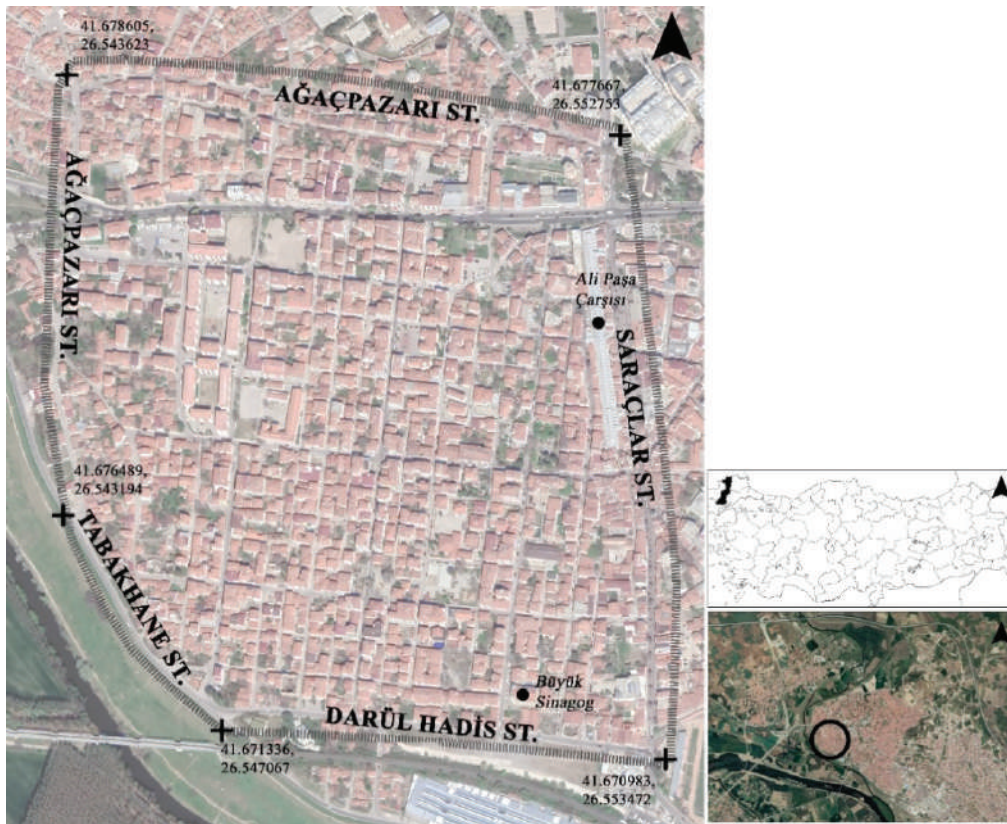 41.678605,
26.543623
AĞAÇPAZARI ST.
41.677667,
26.552753
AĞAÇPAZARI ST.
Ali Paşa
Çarşısı
SARAÇLAR ST.
41.676489,
26.543194
TABAKHANE ST.
Büyük
Sinagog
DARÜL HADİS ST.
41.671336,
26.547067
41.670983,
26.553472